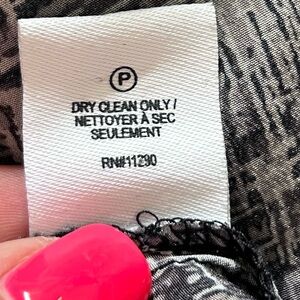 P
DRY CLEAN ONLY /
NETTOYER À SEC
SEULEMENT
RN#11290